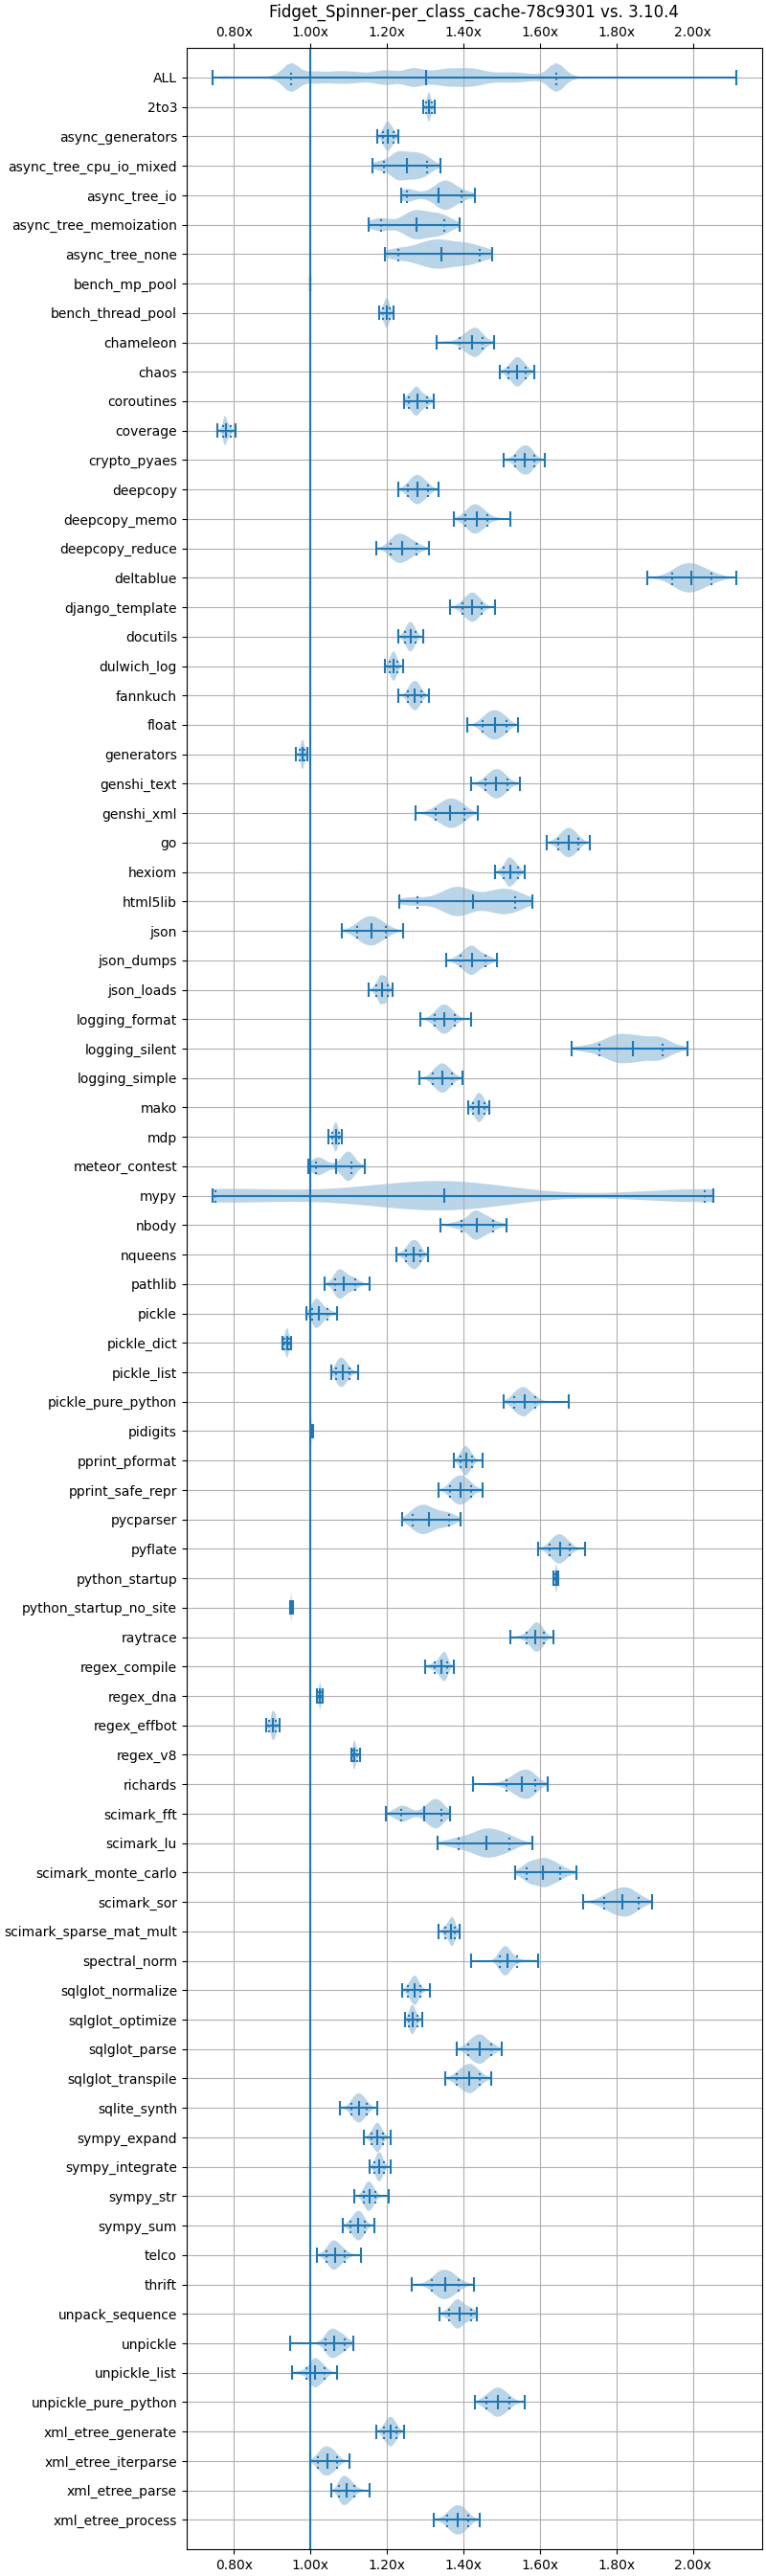 Fidget_Spinner-per_class_cache-78c9301 vs. 3.10.4
0.80x 1.00x 1.20x 1.40x 1.60x 1.80x 2.00x
ALL
2to3
async_generators
async_tree_cpu_io_mixed
async_tree_io
async_tree_memoization
async_tree_none
bench_mp_pool
bench_thread_pool
chameleon
chaos
coroutines
coverage
crypto_pyaes
deepcopy
deepcopy_memo
deepcopy_reduce
deltablue
django_template
docutils
dulwich_log
fannkuch
float
generators
genshi_text
genshi_xml
go
hexiom
html5lib
json
json_dumps
json_loads
logging_format
logging_silent
logging_simple
mako
mdp
meteor_contest
mypy
nbody
nqueens
pathlib
pickle
pickle_dict
pickle_list
pickle_pure_python
pidigits
pprint_pformat
pprint_safe_repr
pycparser
pyflate
python_startup
python_startup_no_site
raytrace
regex_compile
regex_dna
regex_effbot
regex_v8
richards
scimark_fft
scimark_lu
scimark_monte_carlo
scimark_sor
scimark_sparse_mat_mult
spectral_norm
sqlglot_normalize
sqlglot_optimize
sqlglot_parse
sqlglot_transpile
sqlite_synth
sympy_expand
sympy_integrate
sympy_str
sympy_sum
telco
thrift
unpack_sequence
unpickle
unpickle_list
unpickle_pure_python
xml_etree_generate
xml_etree_iterparse
xml_etree_parse
xml_etree_process
0.80x 1.00x 1.20x 1.40x 1.60x 1.80x 2.00x